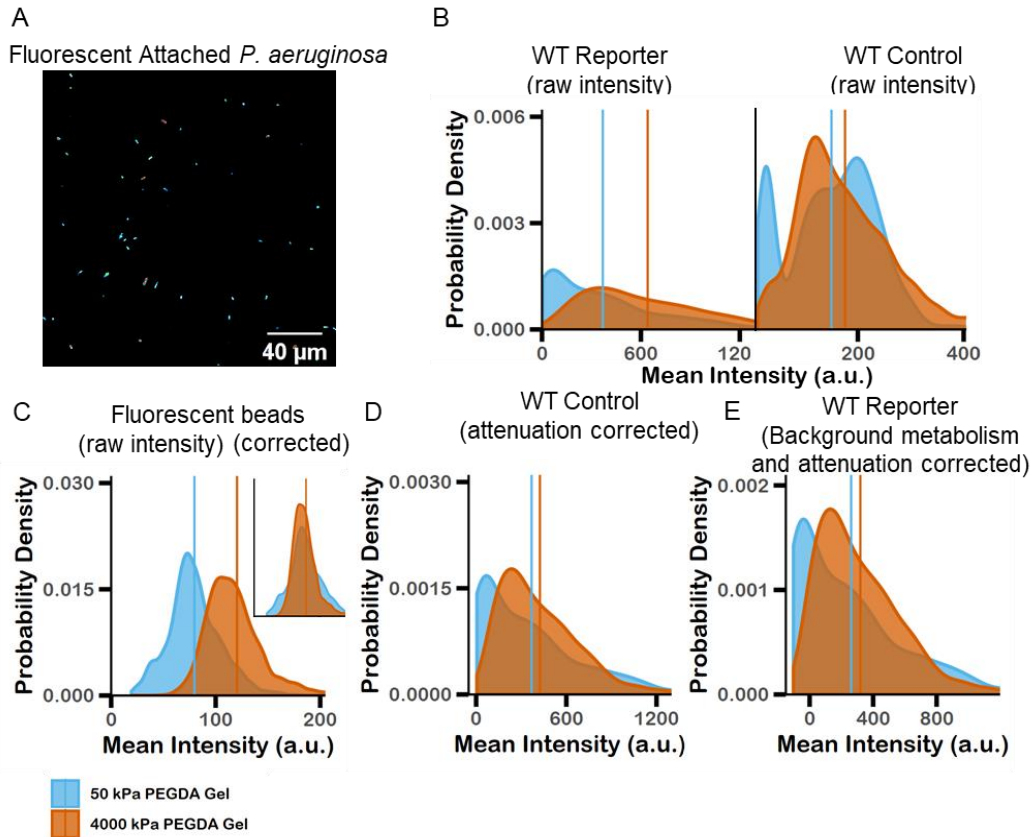 A
Fluorescent Attached P. aeruginosa
40 µm
B
WT Reporter
(raw intensity)
WT Control
(raw intensity)
Probability Density
0.006
0.003
0.000
0
600
120
200
400
Mean Intensity (a.u.)
C
Fluorescent beads
(raw intensity) (corrected)
Probability Density
0.030
0.015
0.000
0
100
200
Mean Intensity (a.u.)
D
WT Control
(attenuation corrected)
Probability Density
0.0030
0.0015
0.0000
0
600
1200
Mean Intensity (a.u.)
E
WT Reporter
(Background metabolism
and attenuation corrected)
Probability Density
0.002
0.001
0.000
0
400
800
Mean Intensity (a.u.)
50 kPa PEGDA Gel
4000 kPa PEGDA Gel